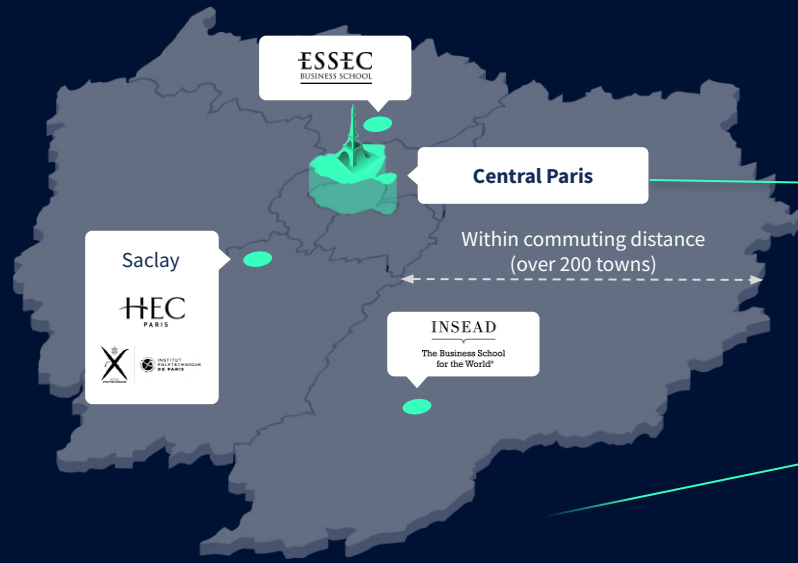 ESSEC
BUSINESS SCHOOL
Central Paris
Within commuting distance
(over 200 towns)
Saclay
HEC
PARIS
INSTITUT
POLYTECHNIQUE
DE PARIS
INSEAD
The Business School
for the World®